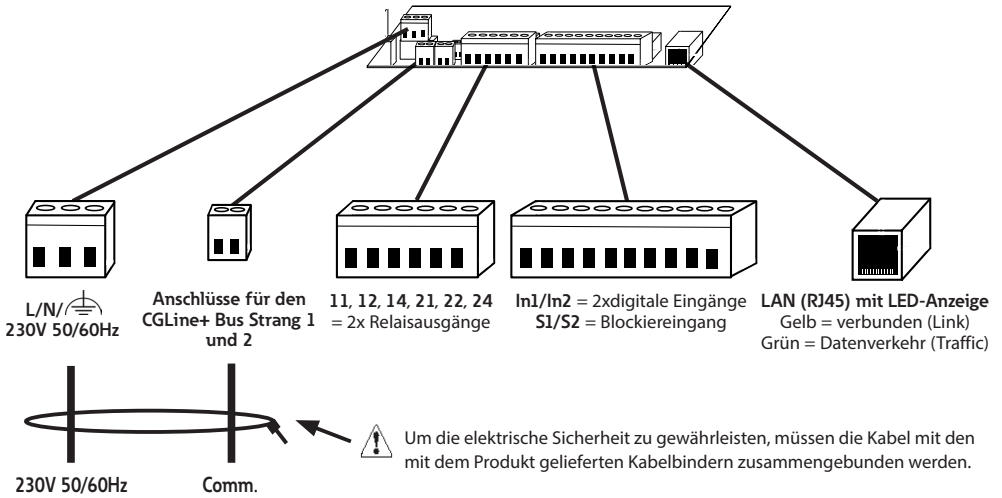 L/N/
230V 50/60Hz
Anschlüsse für den
CGLine+ Bus Strang 1
und 2
11, 12, 14, 21, 22, 24
= 2x Relaisausgänge
In1/In2 = 2xdigitale Eingänge
S1/S2 = Blockiereingang
LAN (RJ45) mit LED-Anzeige
Gelb = verbunden (Link)
Grün = Datenverkehr (Traffic)
Um die elektrische Sicherheit zu gewährleisten, müssen die Kabel mit den
mit dem Produkt gelieferten Kabelbindern zusammengebunden werden.
230V 50/60Hz
Comm.